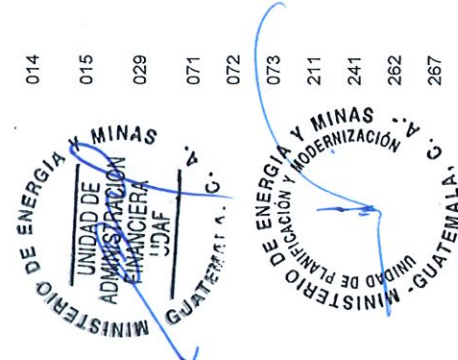 014
015
029
071
072
073
211
241
262
267
MINISTERIO DE ENERGIA Y MINAS
UNIDAD DE
ADMINISTRACION
FINANCIERA
UDAF
GUATEMALA, C. A.
MINISTERIO DE ENERGIA Y MINAS
UNIDAD DE PLANIFICACIÓN Y MODERNIZACIÓN
-GUATEMALA, C. A.-